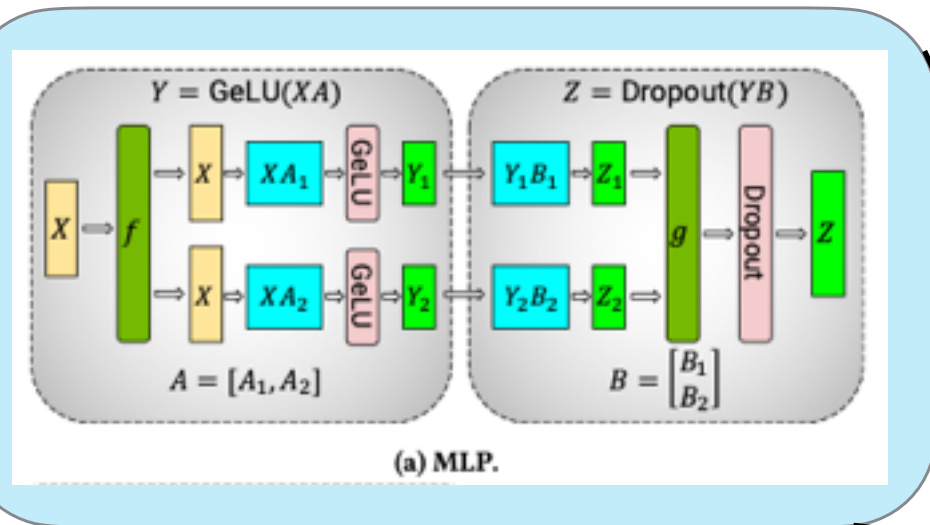 Y = GeLU(XA)
Z = Dropout(YB)
X
f
X
XA₁
GeLU
Y₁
X
XA₂
GeLU
Y₂
Y₁B₁
Z₁
Y₂B₂
Z₂
g
Dropout
Z
A = [A₁, A₂]
B = [B₁
B₂]
(a) MLP.